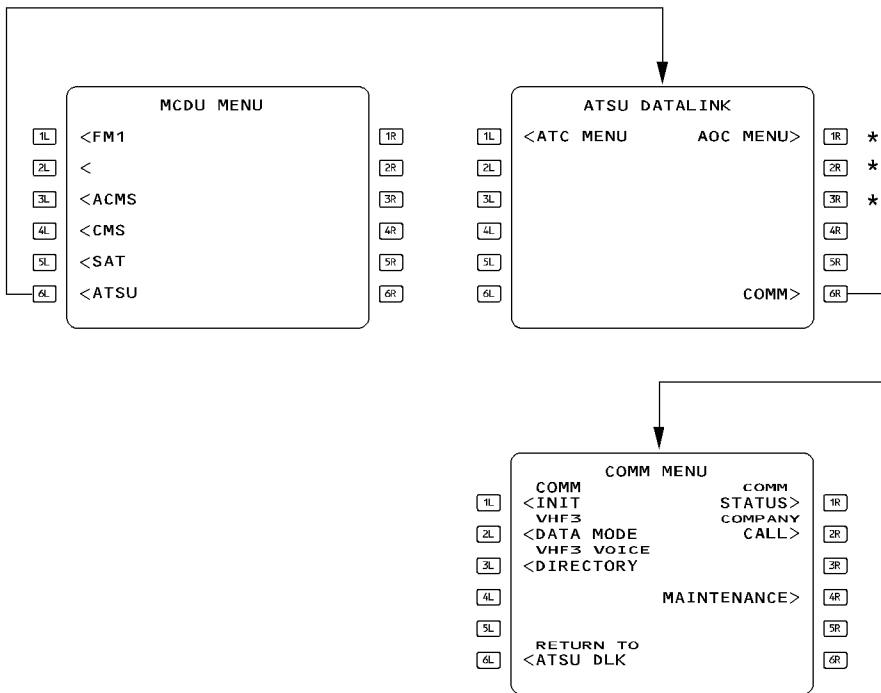 MCDU MENU
1L <FM1 1R
2L < 2R
3L <ACMS 3R
4L <CMS 4R
5L <SAT 5R
6L <ATSU 6R
ATSU DATALINK
1L <ATC MENU AOC MENU> 1R *
2L 2R *
3L 3R *
4L 4R
5L 5R
6L COMM> 6R
COMM MENU
COMM COMM
1L <INIT STATUS> 1R
VHF3 COMPANY
2L <DATA MODE CALL> 2R
VHF3 VOICE
3L <DIRECTORY 3R
4L MAINTENANCE> 4R
5L 5R
RETURN TO
6L <ATSU DLK 6R